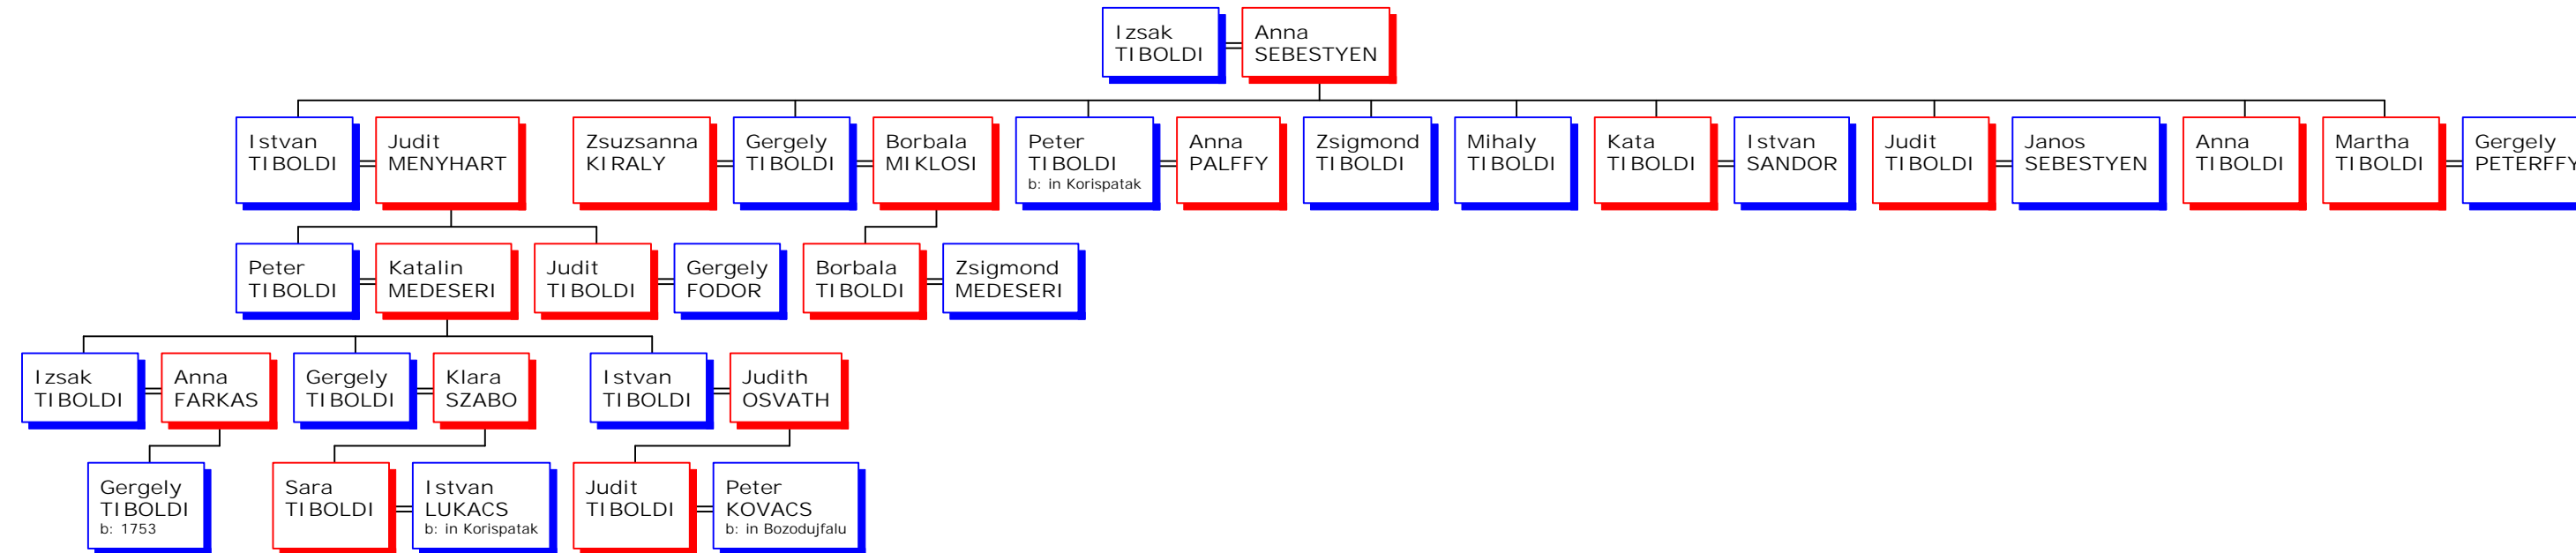 Izsak
TIBOLDI
Anna
SEBESTYEN
Istvan
TIBOLDI
Judit
MENYHART
Zsuzsanna
KIRALY
Gergely
TIBOLDI
Borbala
MIKLOSI
Peter
TIBOLDI
b: in Korispatak
Anna
PALFFY
Zsigmond
TIBOLDI
Mihaly
TIBOLDI
Kata
TIBOLDI
Istvan
SANDOR
Judit
TIBOLDI
Janos
SEBESTYEN
Anna
TIBOLDI
Martha
TIBOLDI
Gergely
PETERFFY
Peter
TIBOLDI
Katalin
MEDESERI
Judit
TIBOLDI
Gergely
FODOR
Borbala
TIBOLDI
Zsigmond
MEDESERI
Izsak
TIBOLDI
Anna
FARKAS
Gergely
TIBOLDI
Klara
SZABO
Istvan
TIBOLDI
Judith
OSVATH
Gergely
TIBOLDI
b: 1753
Sara
TIBOLDI
Istvan
LUKACS
b: in Korispatak
Judit
TIBOLDI
Peter
KOVACS
b: in Bozodujfalu